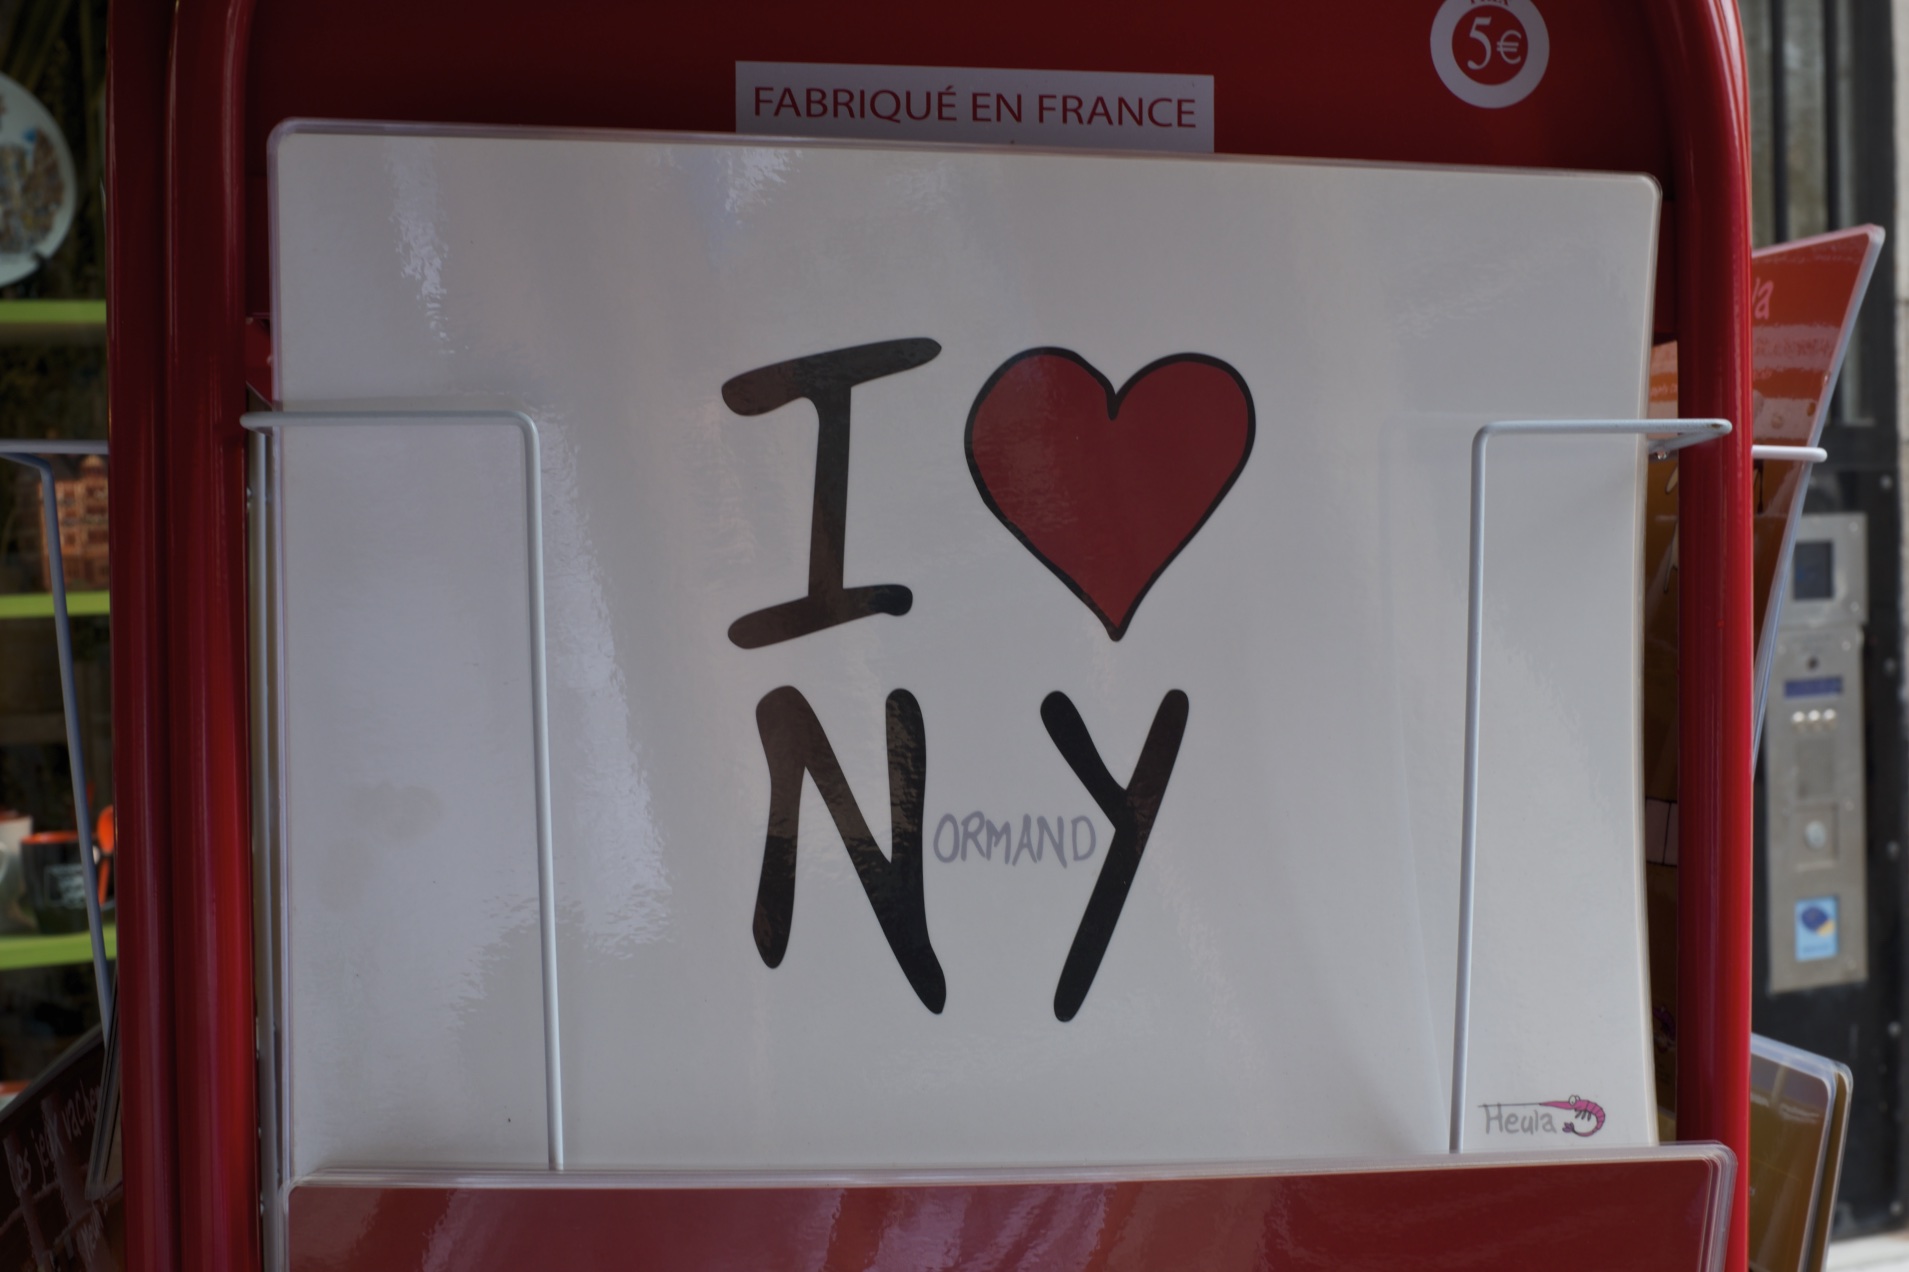 5€
FABRIQUÉ EN FRANCE
I ♥
NORMANDY
Heula